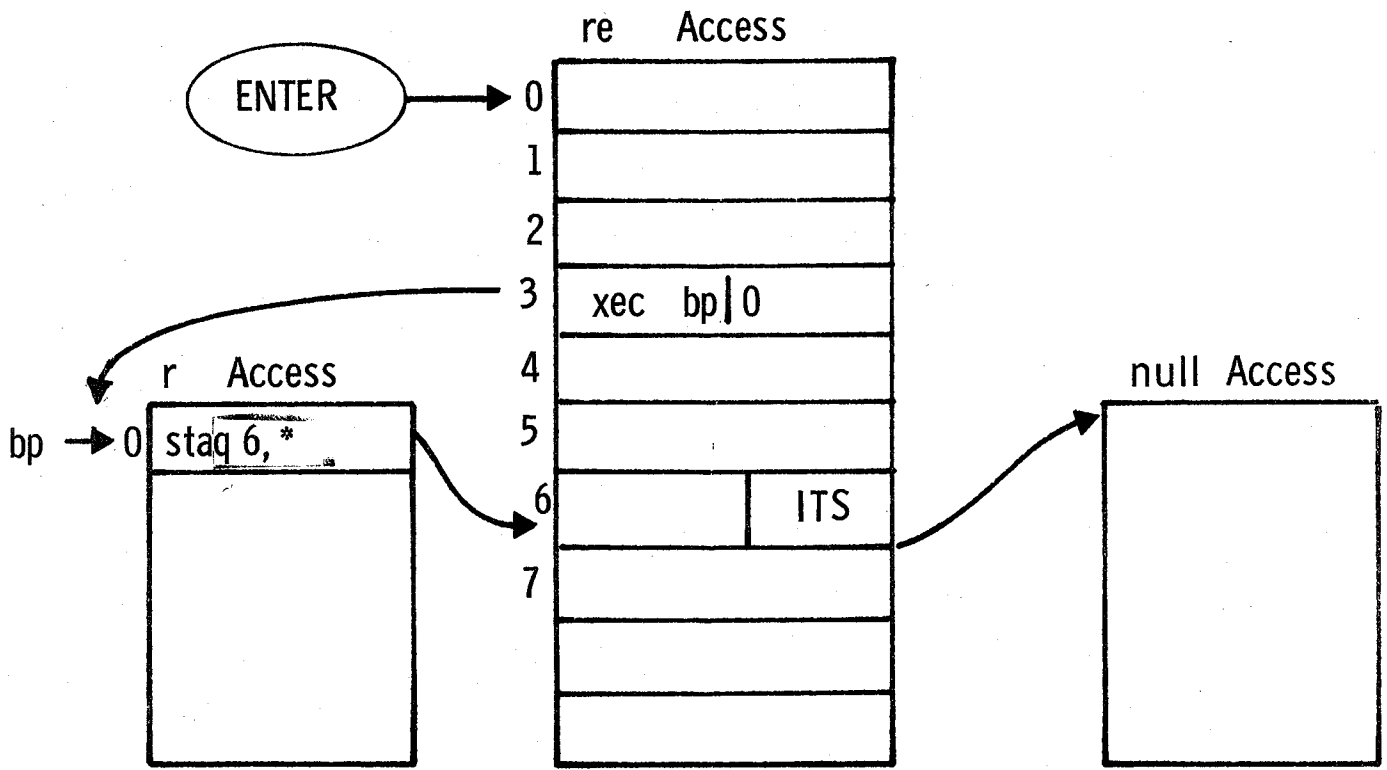 re Access
ENTER
0
1
2
3 xec bp|0
4
5
6 ITS
7
r Access
bp 0 staq 6, *
null Access